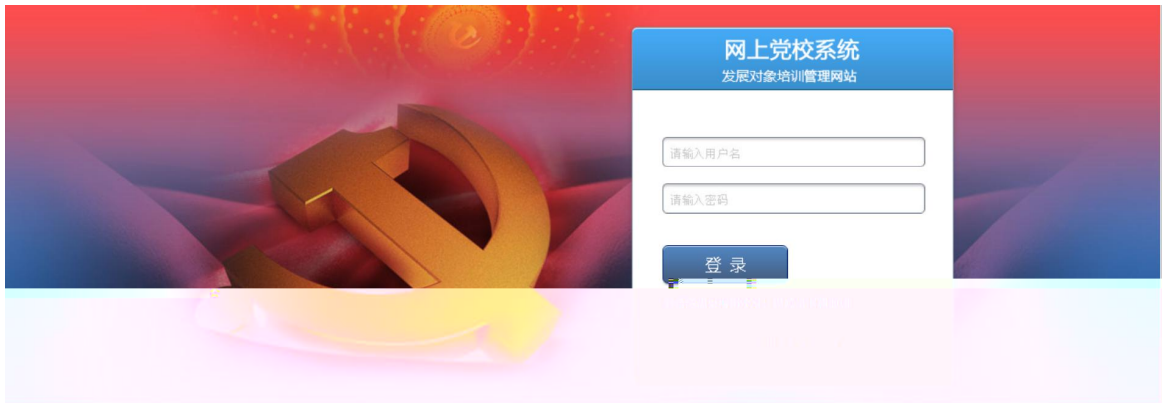 网上党校系统
发展对象培训管理网站
请输入用户名
请输入密码
登 录